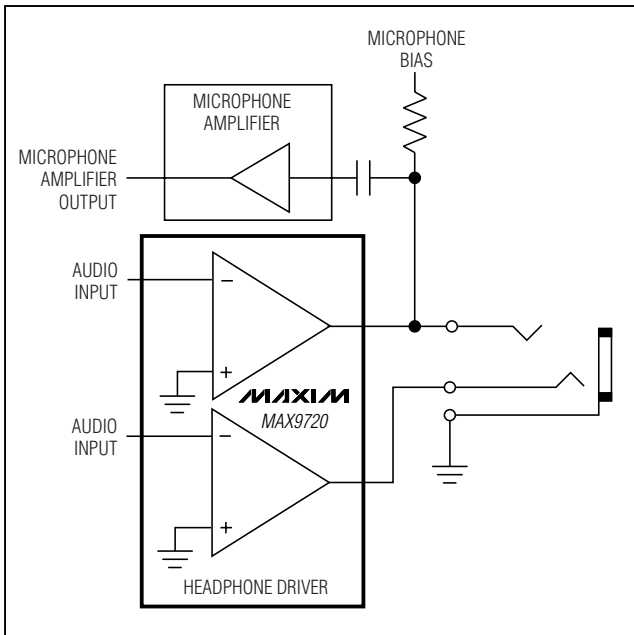 MICROPHONE
BIAS
MICROPHONE
AMPLIFIER
MICROPHONE
AMPLIFIER
OUTPUT
AUDIO
INPUT
−
+
MAXIM
MAX9720
AUDIO
INPUT
−
+
HEADPHONE DRIVER